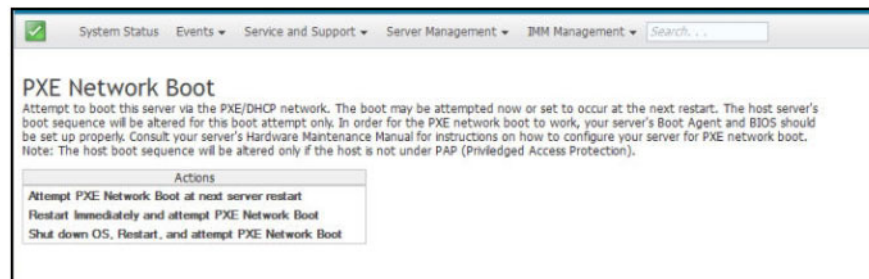 System Status Events Service and Support Server Management IMM Management Search. . .
PXE Network Boot
Attempt to boot this server via the PXE/DHCP network. The boot may be attempted now or set to occur at the next restart. The host server's
boot sequence will be altered for this boot attempt only. In order for the PXE network boot to work, your server's Boot Agent and BIOS should
be set up properly. Consult your server's Hardware Maintenance Manual for instructions on how to configure your server for PXE network boot.
Note: The host boot sequence will be altered only if the host is not under PAP (Priviledged Access Protection).
Actions
Attempt PXE Network Boot at next server restart
Restart Immediately and attempt PXE Network Boot
Shut down OS, Restart, and attempt PXE Network Boot